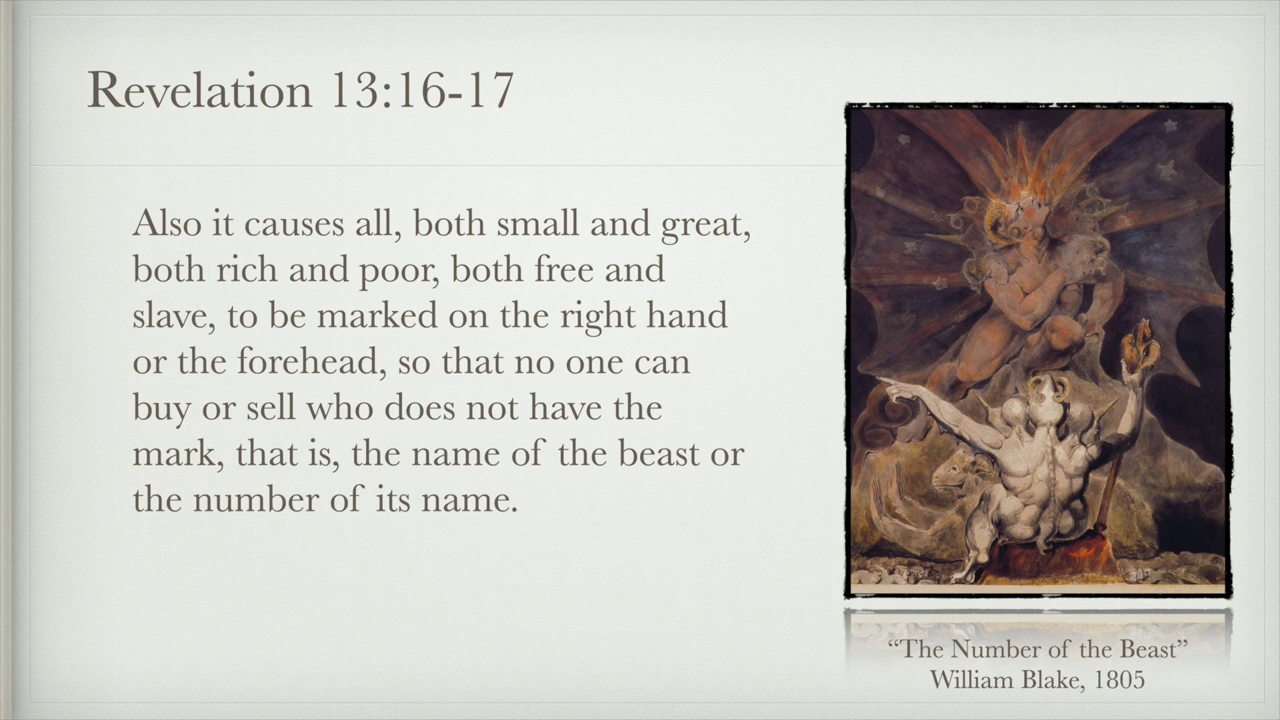 Revelation 13:16-17
Also it causes all, both small and great,
both rich and poor, both free and
slave, to be marked on the right hand
or the forehead, so that no one can
buy or sell who does not have the
mark, that is, the name of the beast or
the number of its name.
“The Number of the Beast”
William Blake, 1805